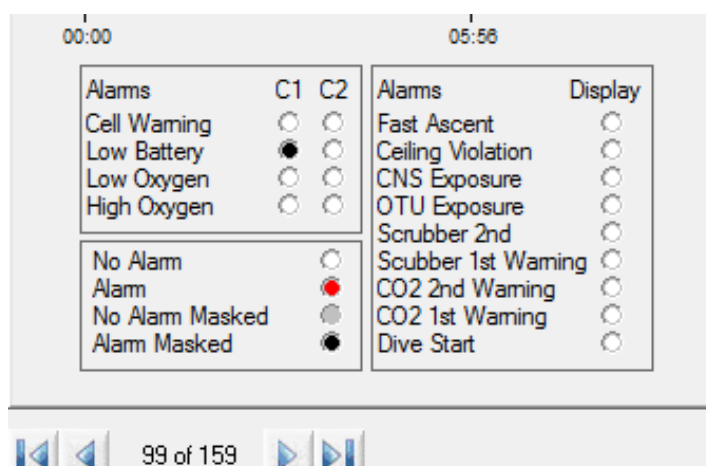 00:00 05:56
Alarms C1 C2
Cell Warning
Low Battery
Low Oxygen
High Oxygen
No Alarm
Alarm
No Alarm Masked
Alarm Masked
Alarms Display
Fast Ascent
Ceiling Violation
CNS Exposure
OTU Exposure
Scrubber 2nd
Scubber 1st Warning
CO2 2nd Warning
CO2 1st Warning
Dive Start
99 of 159